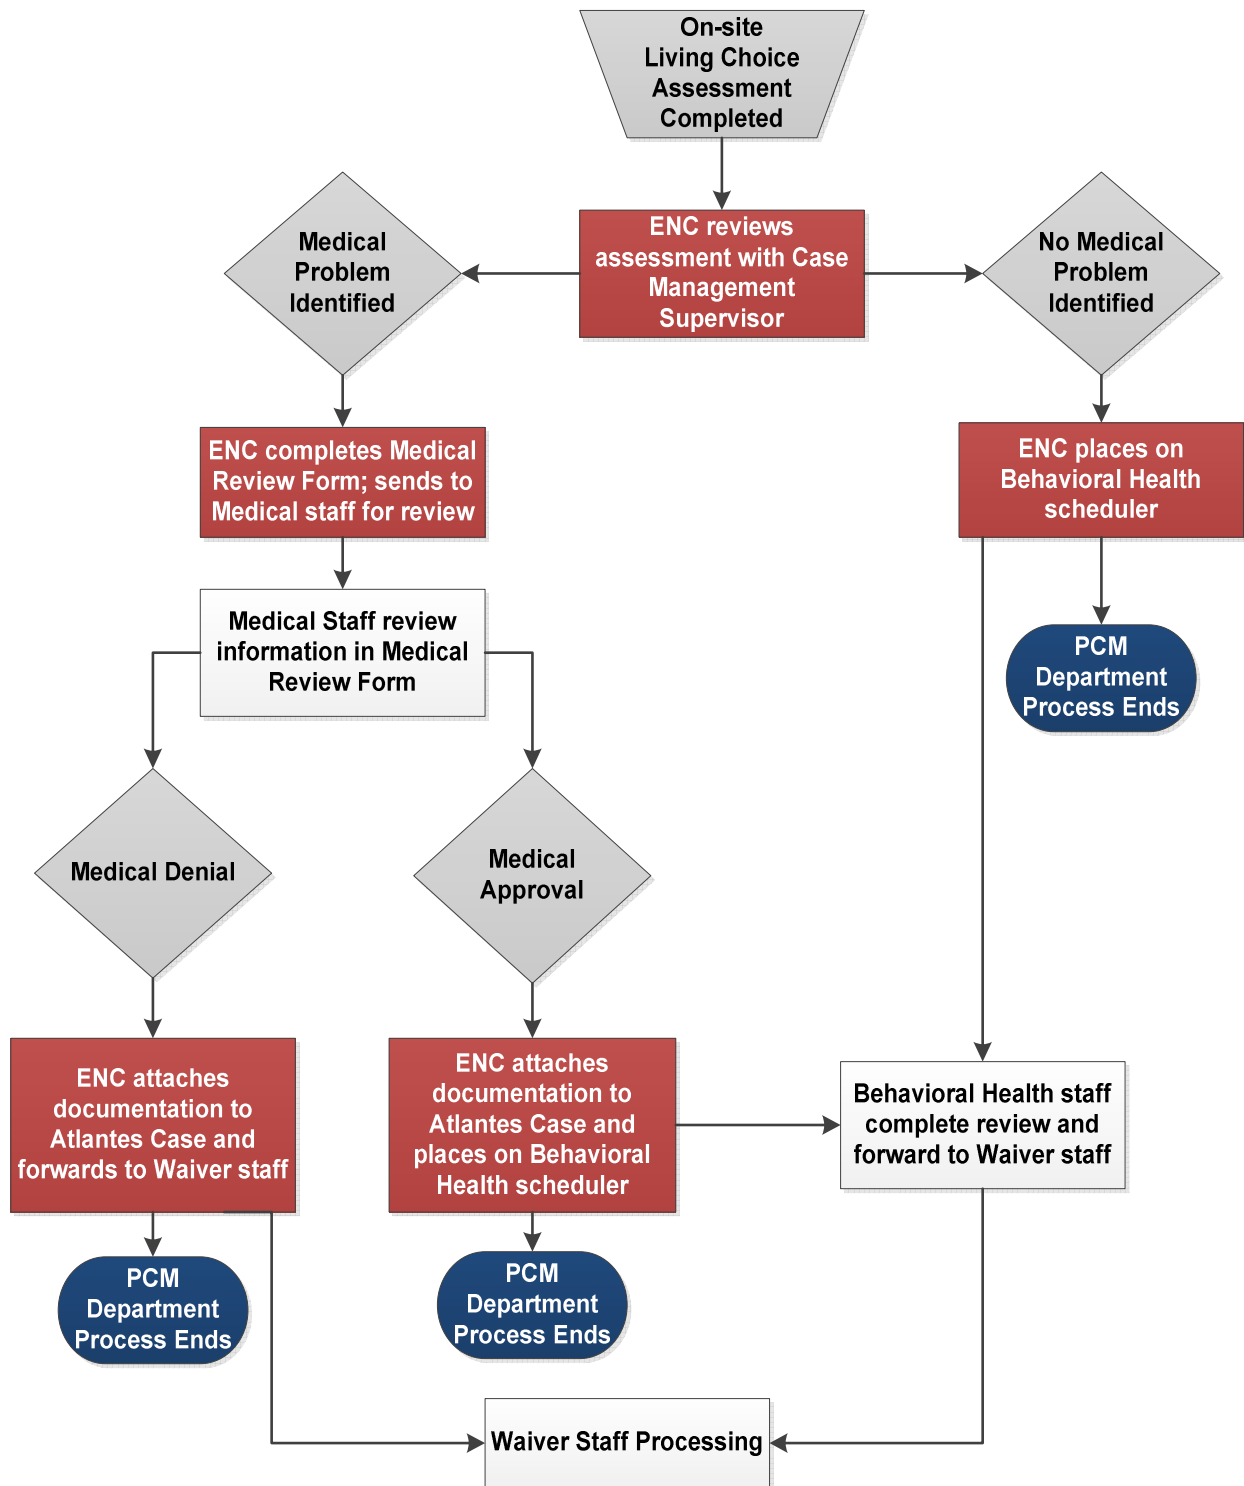 On-site
Living Choice
Assessment
Completed
Medical
Problem
Identified
ENC reviews
assessment with Case
Management
Supervisor
No Medical
Problem
Identified
ENC completes Medical
Review Form; sends to
Medical staff for review
ENC places on
Behavioral Health
scheduler
Medical Staff review
information in Medical
Review Form
PCM
Department
Process Ends
Medical Denial
Medical
Approval
ENC attaches
documentation to
Atlantes Case and
forwards to Waiver staff
ENC attaches
documentation to
Atlantes Case and
places on Behavioral
Health scheduler
Behavioral Health staff
complete review and
forward to Waiver staff
PCM
Department
Process Ends
PCM
Department
Process Ends
Waiver Staff Processing